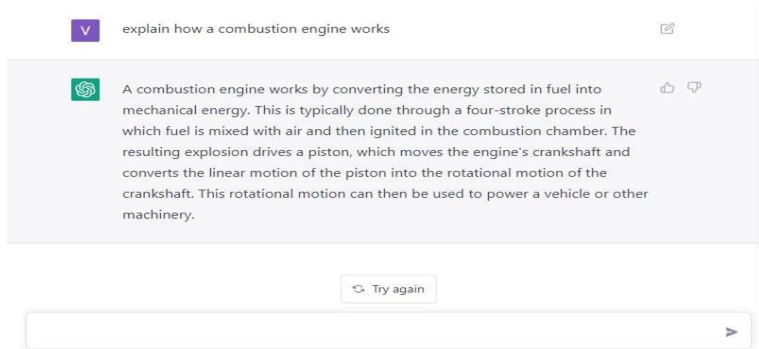 V
explain how a combustion engine works
A combustion engine works by converting the energy stored in fuel into
mechanical energy. This is typically done through a four-stroke process in
which fuel is mixed with air and then ignited in the combustion chamber. The
resulting explosion drives a piston, which moves the engine's crankshaft and
converts the linear motion of the piston into the rotational motion of the
crankshaft. This rotational motion can then be used to power a vehicle or other
machinery.
Try again